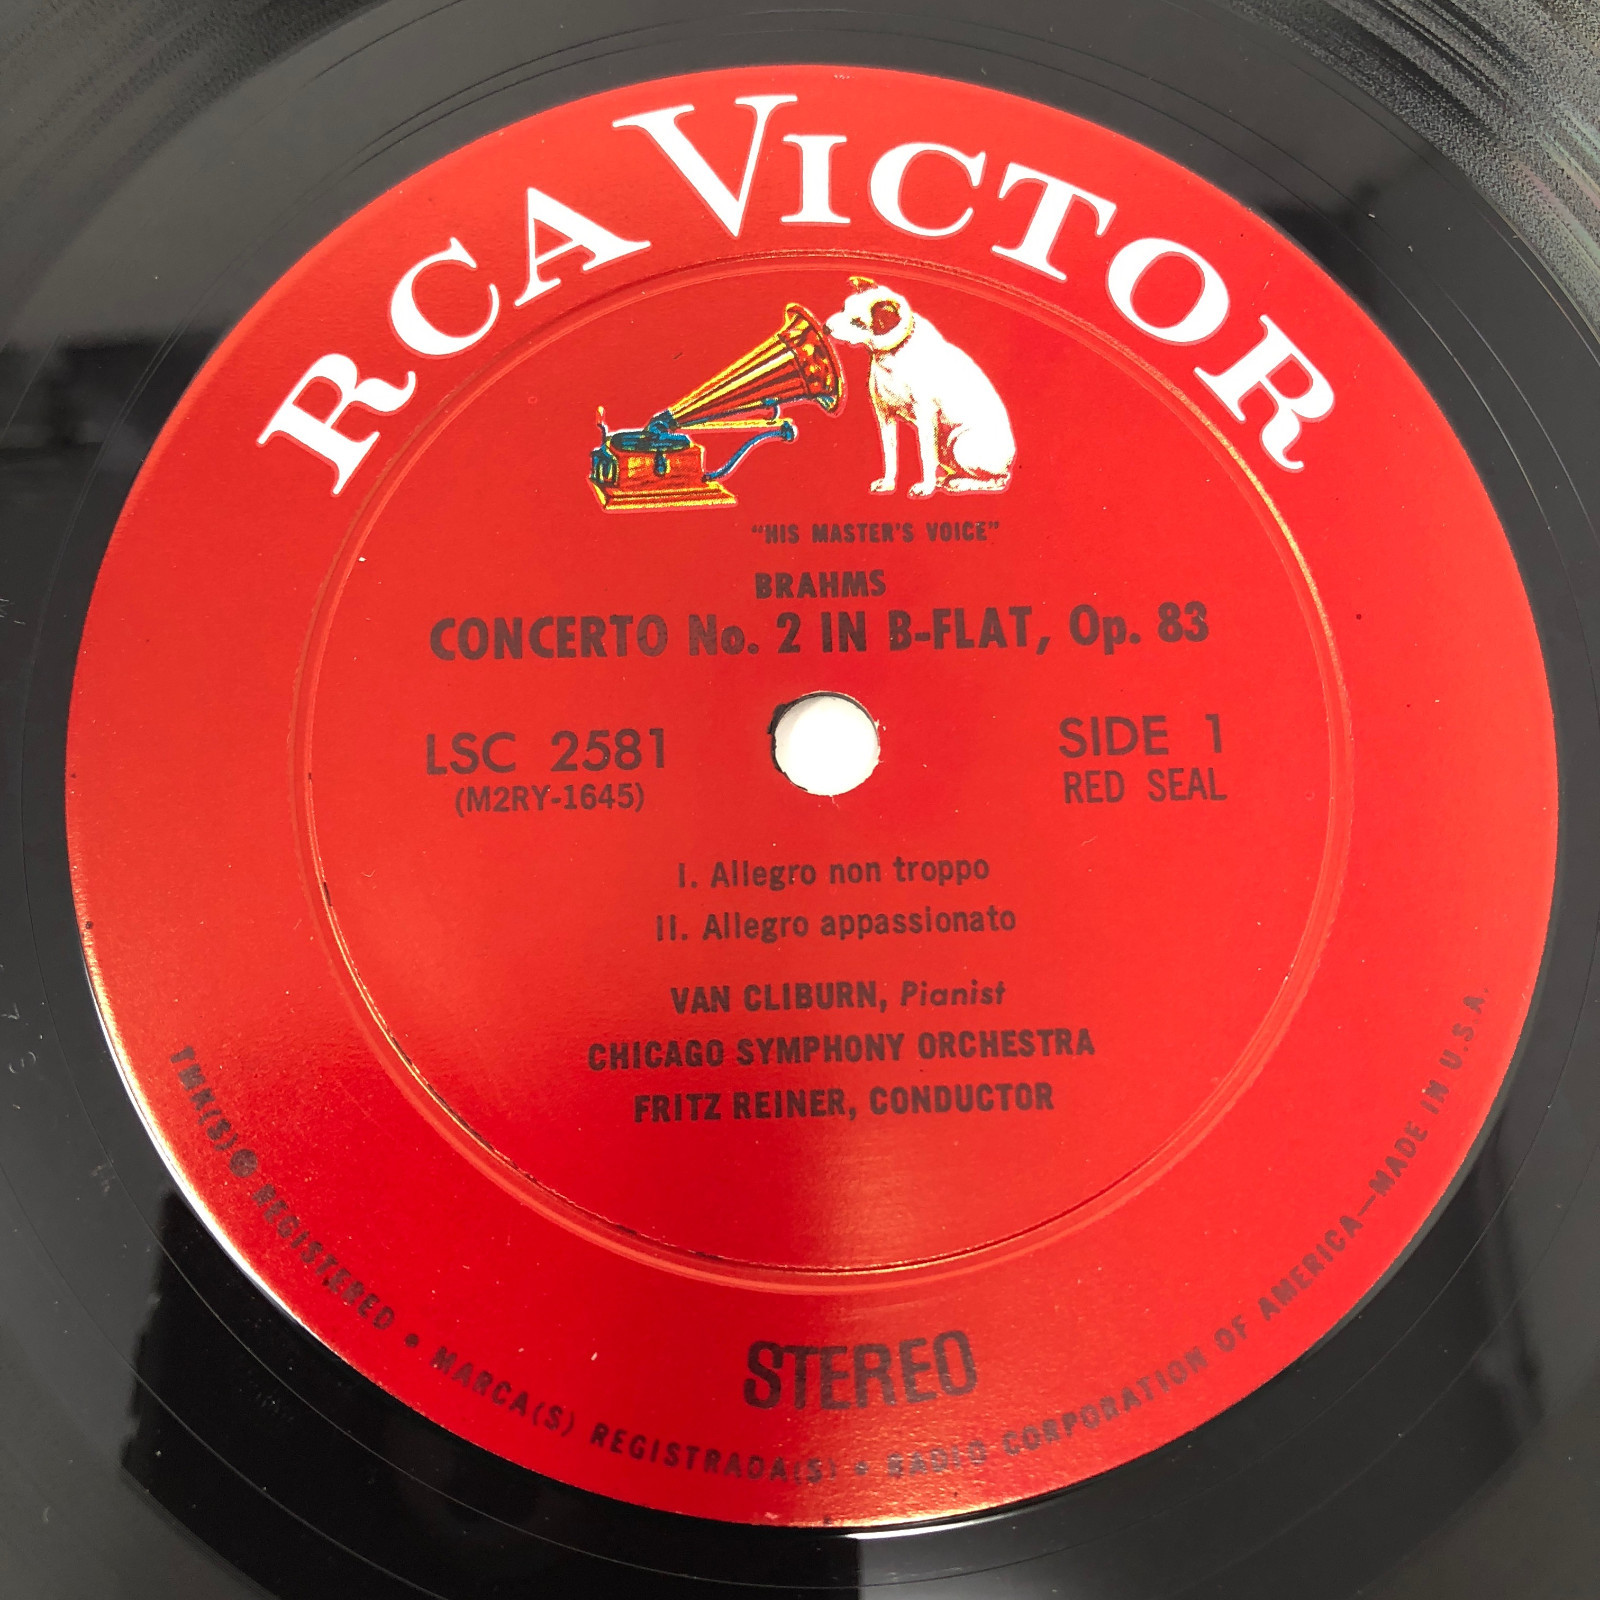 RCA VICTOR
"HIS MASTER'S VOICE"
BRAHMS
CONCERTO No. 2 IN B-FLAT, Op. 83
LSC 2581
(M2RY-1645)
SIDE 1
RED SEAL
I. Allegro non troppo
II. Allegro appassionato
VAN CLIBURN, Pianist
CHICAGO SYMPHONY ORCHESTRA
FRITZ REINER, CONDUCTOR
STEREO
TMK(S) ® REGISTERED • MARCA(S) REGISTRADA(S) • RADIO CORPORATION OF AMERICA—MADE IN U.S.A.